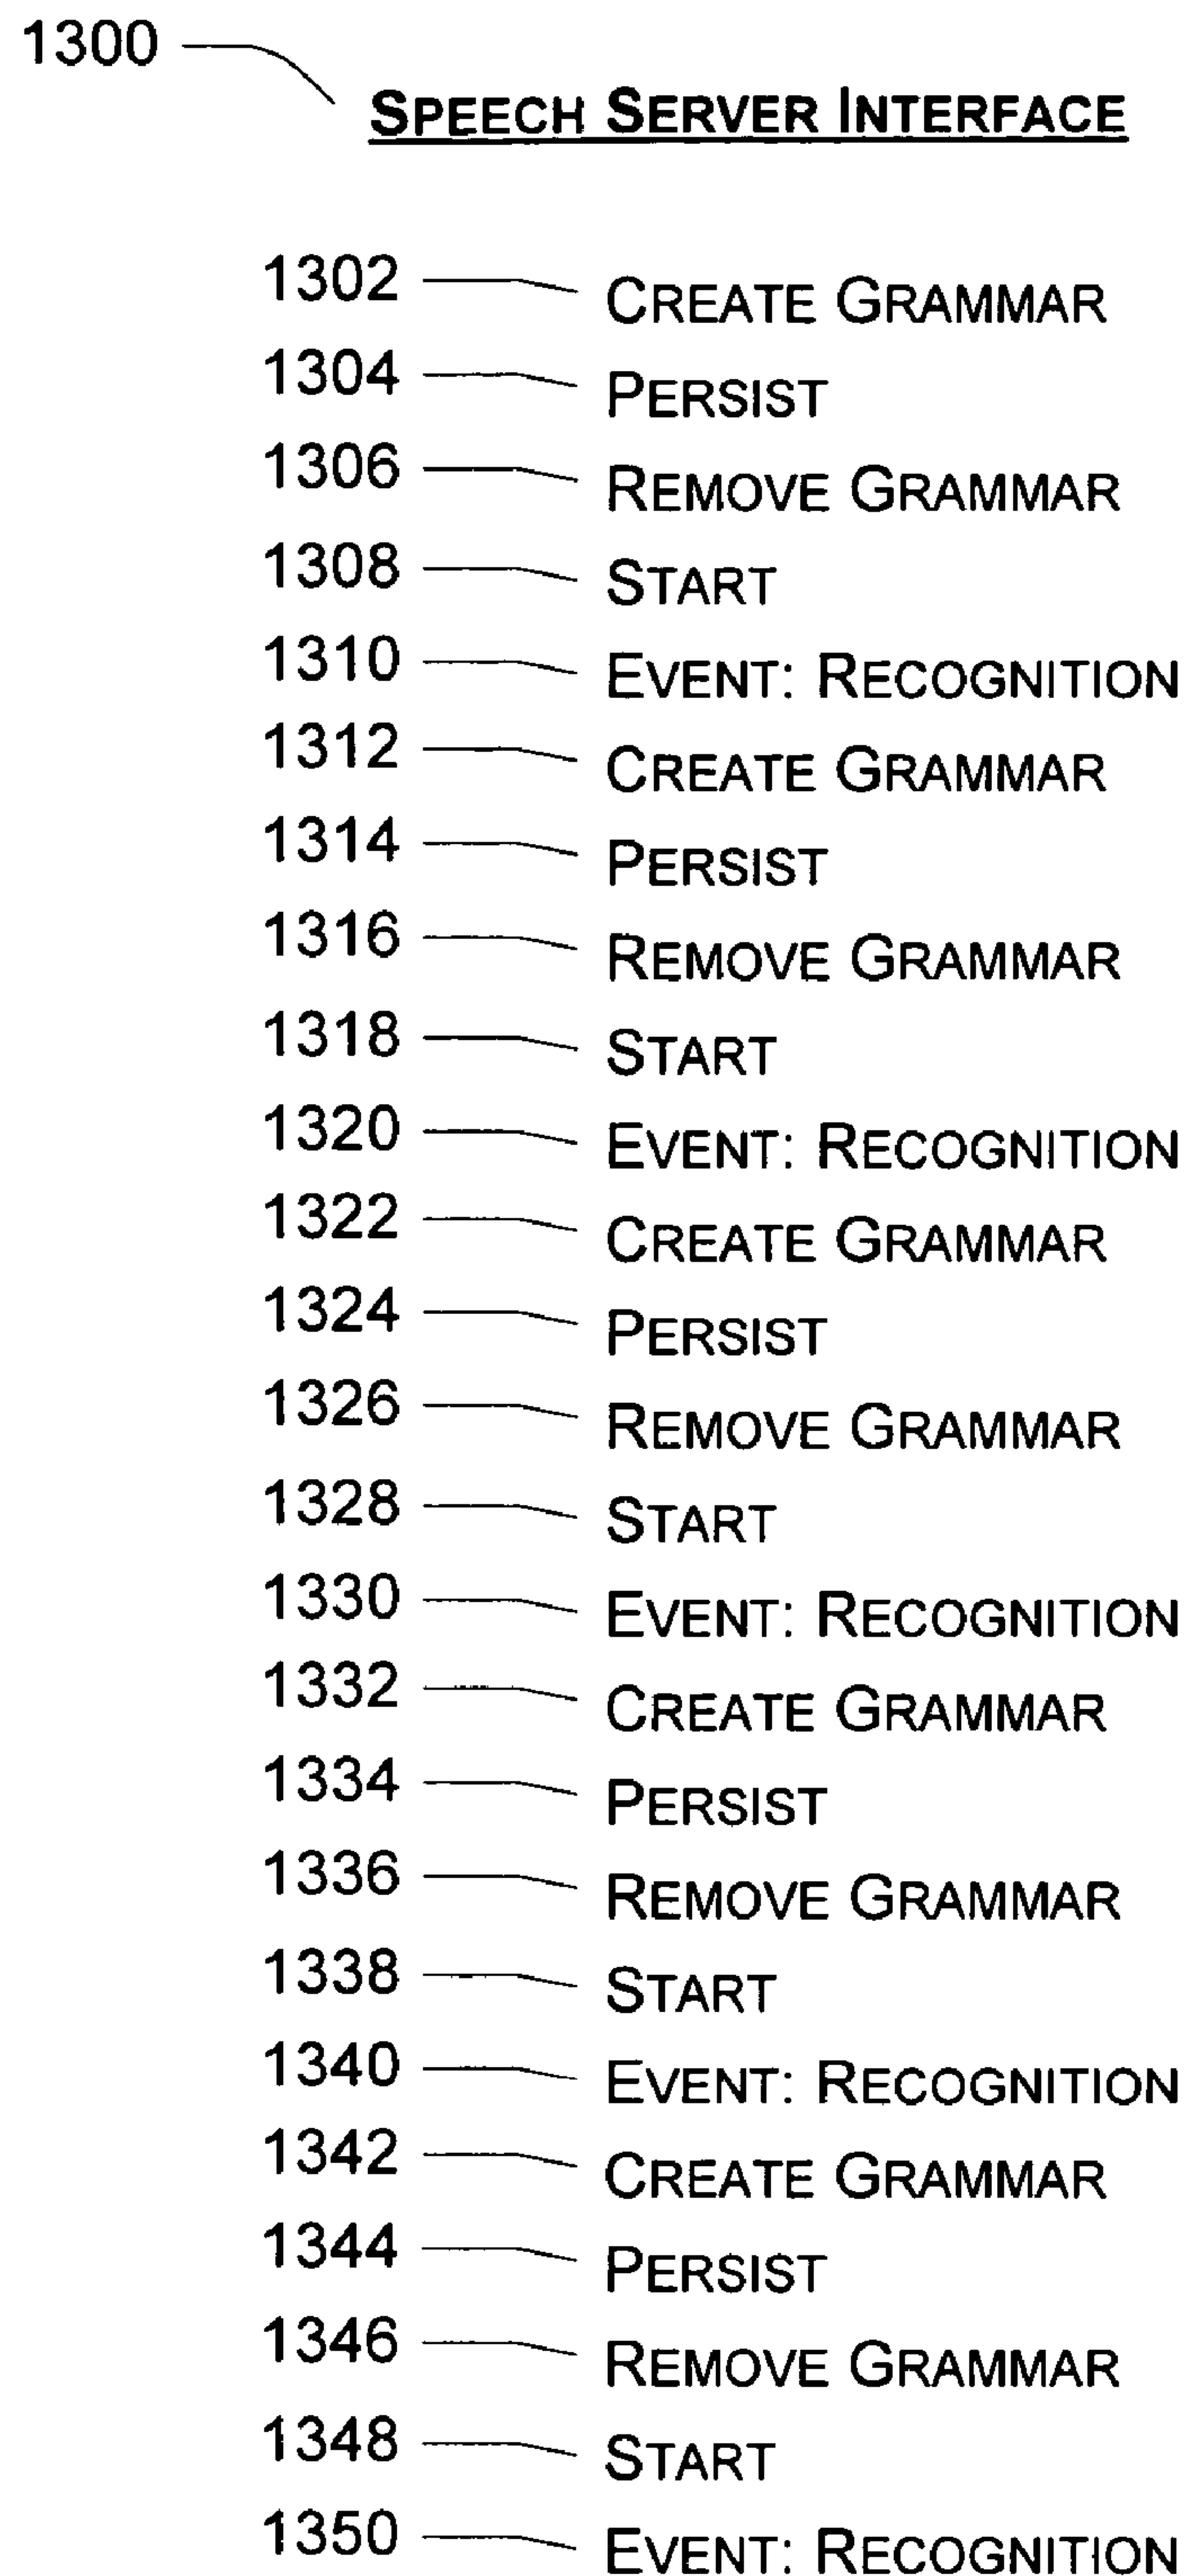 1300
SPEECH SERVER INTERFACE
1302 CREATE GRAMMAR
1304 PERSIST
1306 REMOVE GRAMMAR
1308 START
1310 EVENT: RECOGNITION
1312 CREATE GRAMMAR
1314 PERSIST
1316 REMOVE GRAMMAR
1318 START
1320 EVENT: RECOGNITION
1322 CREATE GRAMMAR
1324 PERSIST
1326 REMOVE GRAMMAR
1328 START
1330 EVENT: RECOGNITION
1332 CREATE GRAMMAR
1334 PERSIST
1336 REMOVE GRAMMAR
1338 START
1340 EVENT: RECOGNITION
1342 CREATE GRAMMAR
1344 PERSIST
1346 REMOVE GRAMMAR
1348 START
1350 EVENT: RECOGNITION